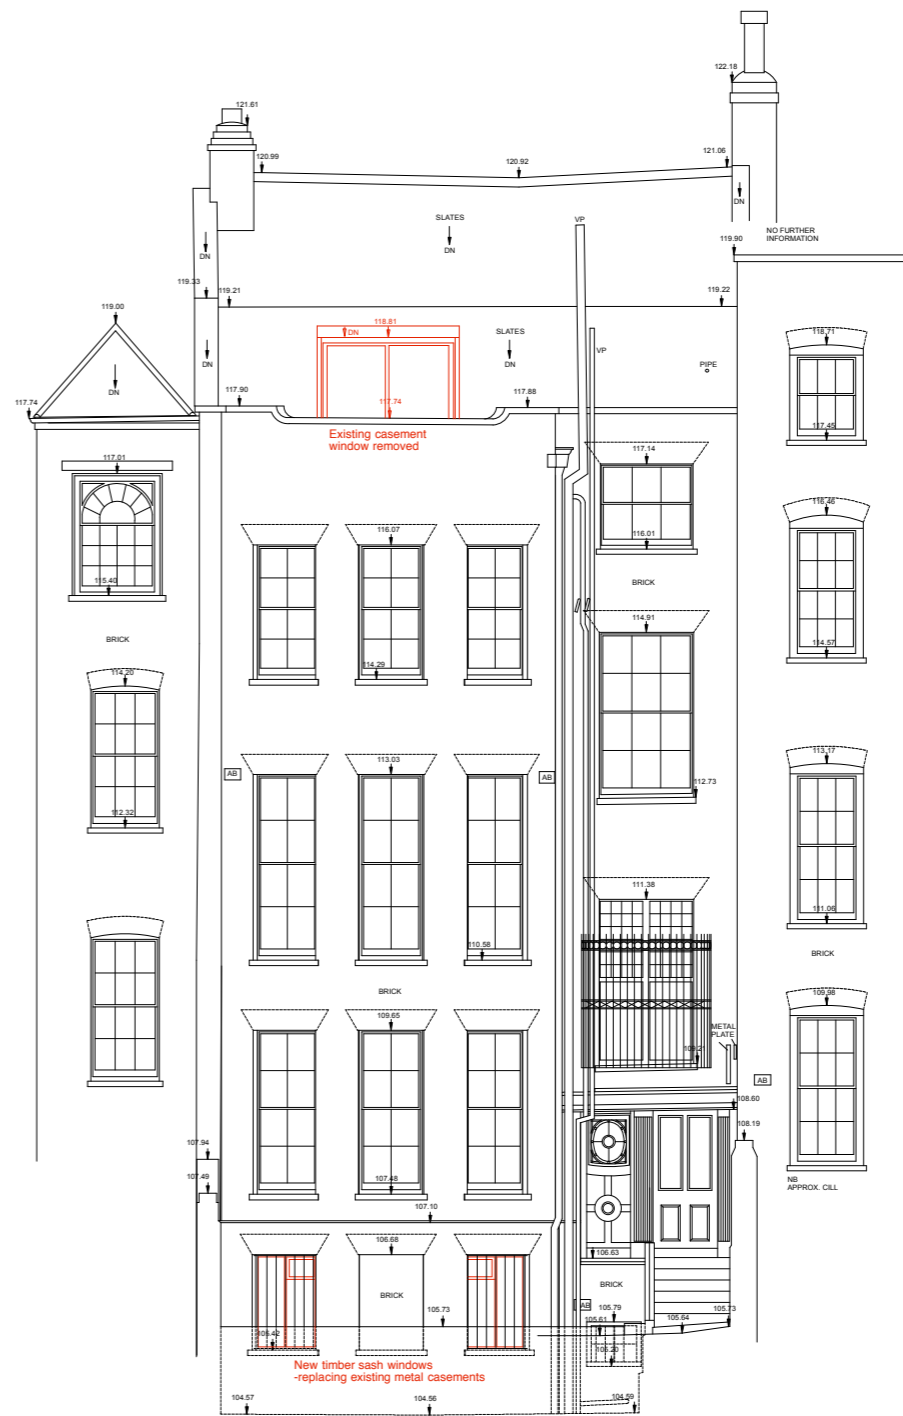 122.18
121.61
120.99
120.92
121.06
DN
SLATES
DN
VP
NO FURTHER
INFORMATION
119.90
DN
119.33
119.21
119.22
119.00
118.81
DN
SLATES
DN
VP
118.71
DN
DN
PIPE
117.74
117.90
117.74
117.88
117.45
Existing casement
window removed
117.01
117.14
116.46
116.07
116.01
115.40
BRICK
BRICK
114.91
114.57
114.20
114.29
113.03
113.17
AB
AB
112.73
112.32
111.38
111.06
110.58
BRICK
BRICK
109.98
109.65
METAL
PLATE
109.21
AB
108.60
108.19
107.94
107.49
107.48
NB
APPROX. CILL
107.10
106.68
106.63
BRICK
BRICK
AB
105.73
105.79
105.61
105.64
105.73
105.42
105.20
New timber sash windows
-replacing existing metal casements
104.57
104.56
104.59